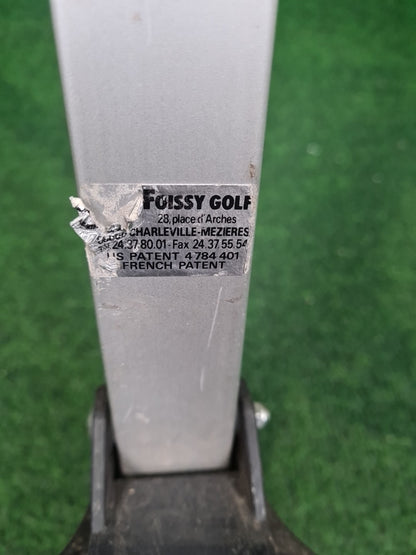 FOISSY GOLF
28, place d'Arches
CHARLEVILLE-MEZIERES
24.37.80.01 - Fax 24.37.55.54
US PATENT 4 784 401
FRENCH PATENT